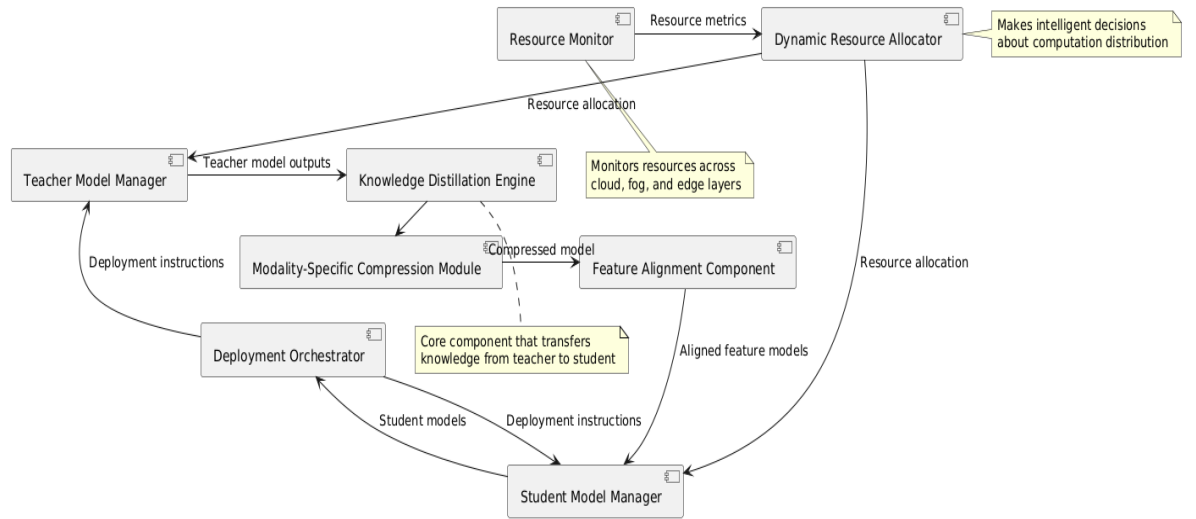 Resource Monitor
Resource metrics
Dynamic Resource Allocator
Makes intelligent decisions
about computation distribution
Resource allocation
Monitors resources across
cloud, fog, and edge layers
Teacher Model Manager
Teacher model outputs
Knowledge Distillation Engine
Modality-Specific Compression Module
Compressed model
Feature Alignment Component
Deployment instructions
Resource allocation
Deployment Orchestrator
Core component that transfers
knowledge from teacher to student
Aligned feature models
Student models
Deployment instructions
Student Model Manager